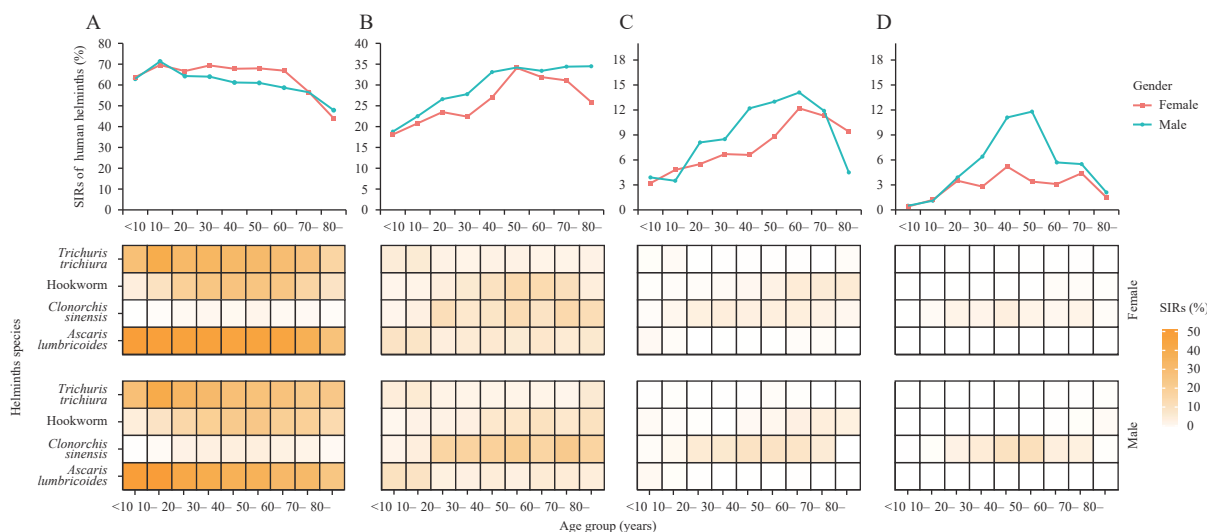 A
B
C
D
SIRs of human helminths (%)
80
70
60
50
40
30
20
10
0
<10 10– 20– 30– 40– 50– 60– 70– 80–
40
35
30
25
20
15
10
5
0
<10 10– 20– 30– 40– 50– 60– 70– 80–
18
15
12
9
6
3
0
<10 10– 20– 30– 40– 50– 60– 70– 80–
18
15
12
9
6
3
0
<10 10– 20– 30– 40– 50– 60– 70– 80–
Gender
Female
Male
Helminths species
Trichuris
trichiura
Hookworm
Clonorchis
sinensis
Ascaris
lumbricoides
Female
Trichuris
trichiura
Hookworm
Clonorchis
sinensis
Ascaris
lumbricoides
Male
SIRs (%)
50
40
30
20
10
0
<10 10– 20– 30– 40– 50– 60– 70– 80–
<10 10– 20– 30– 40– 50– 60– 70– 80–
<10 10– 20– 30– 40– 50– 60– 70– 80–
<10 10– 20– 30– 40– 50– 60– 70– 80–
Age group (years)